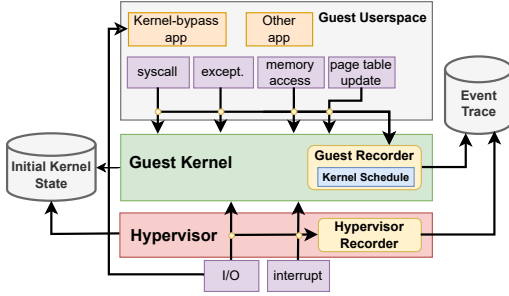 Guest Userspace
Kernel-bypass
app
Other
app
syscall
except.
memory
access
page table
update
Event
Trace
Initial Kernel
State
Guest Kernel
Guest Recorder
Kernel Schedule
Hypervisor
Hypervisor
Recorder
I/O
interrupt